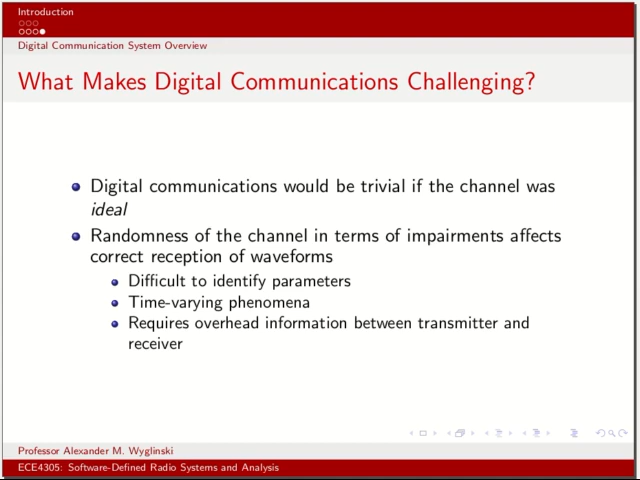 Introduction
Digital Communication System Overview
What Makes Digital Communications Challenging?
Digital communications would be trivial if the channel was
ideal
Randomness of the channel in terms of impairments affects
correct reception of waveforms
Difficult to identify parameters
Time-varying phenomena
Requires overhead information between transmitter and
receiver
Professor Alexander M. Wyglinski
ECE4305: Software-Defined Radio Systems and Analysis